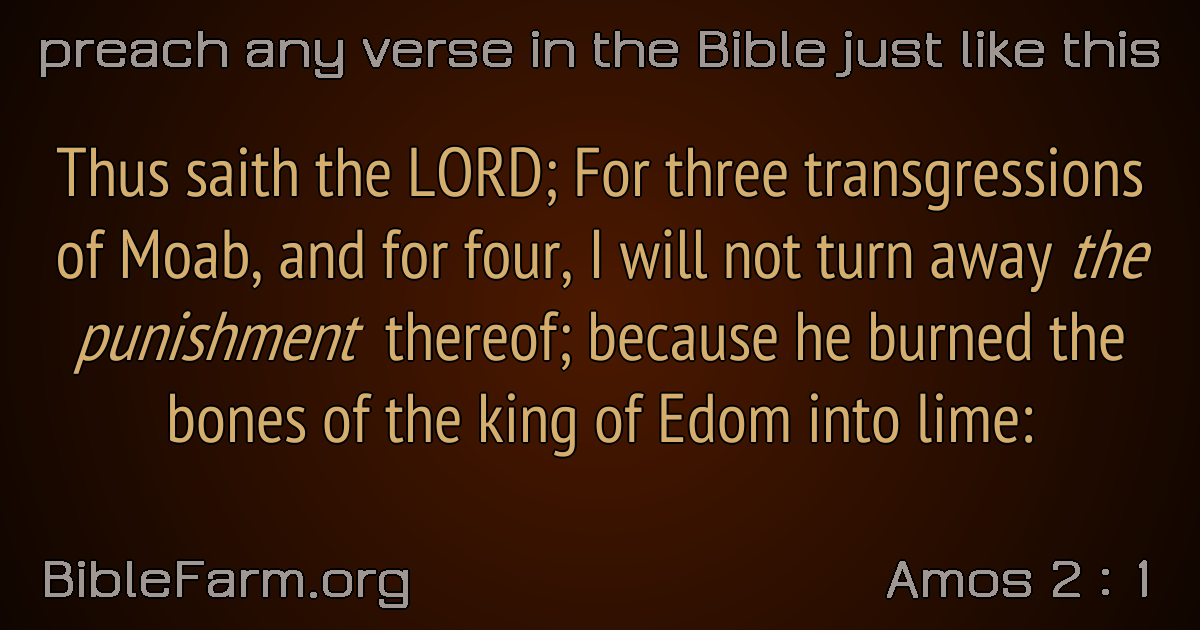 preach any verse in the Bible just like this
Thus saith the LORD; For three transgressions
of Moab, and for four, I will not turn away the
punishment thereof; because he burned the
bones of the king of Edom into lime:
BibleFarm.org
Amos 2 : 1